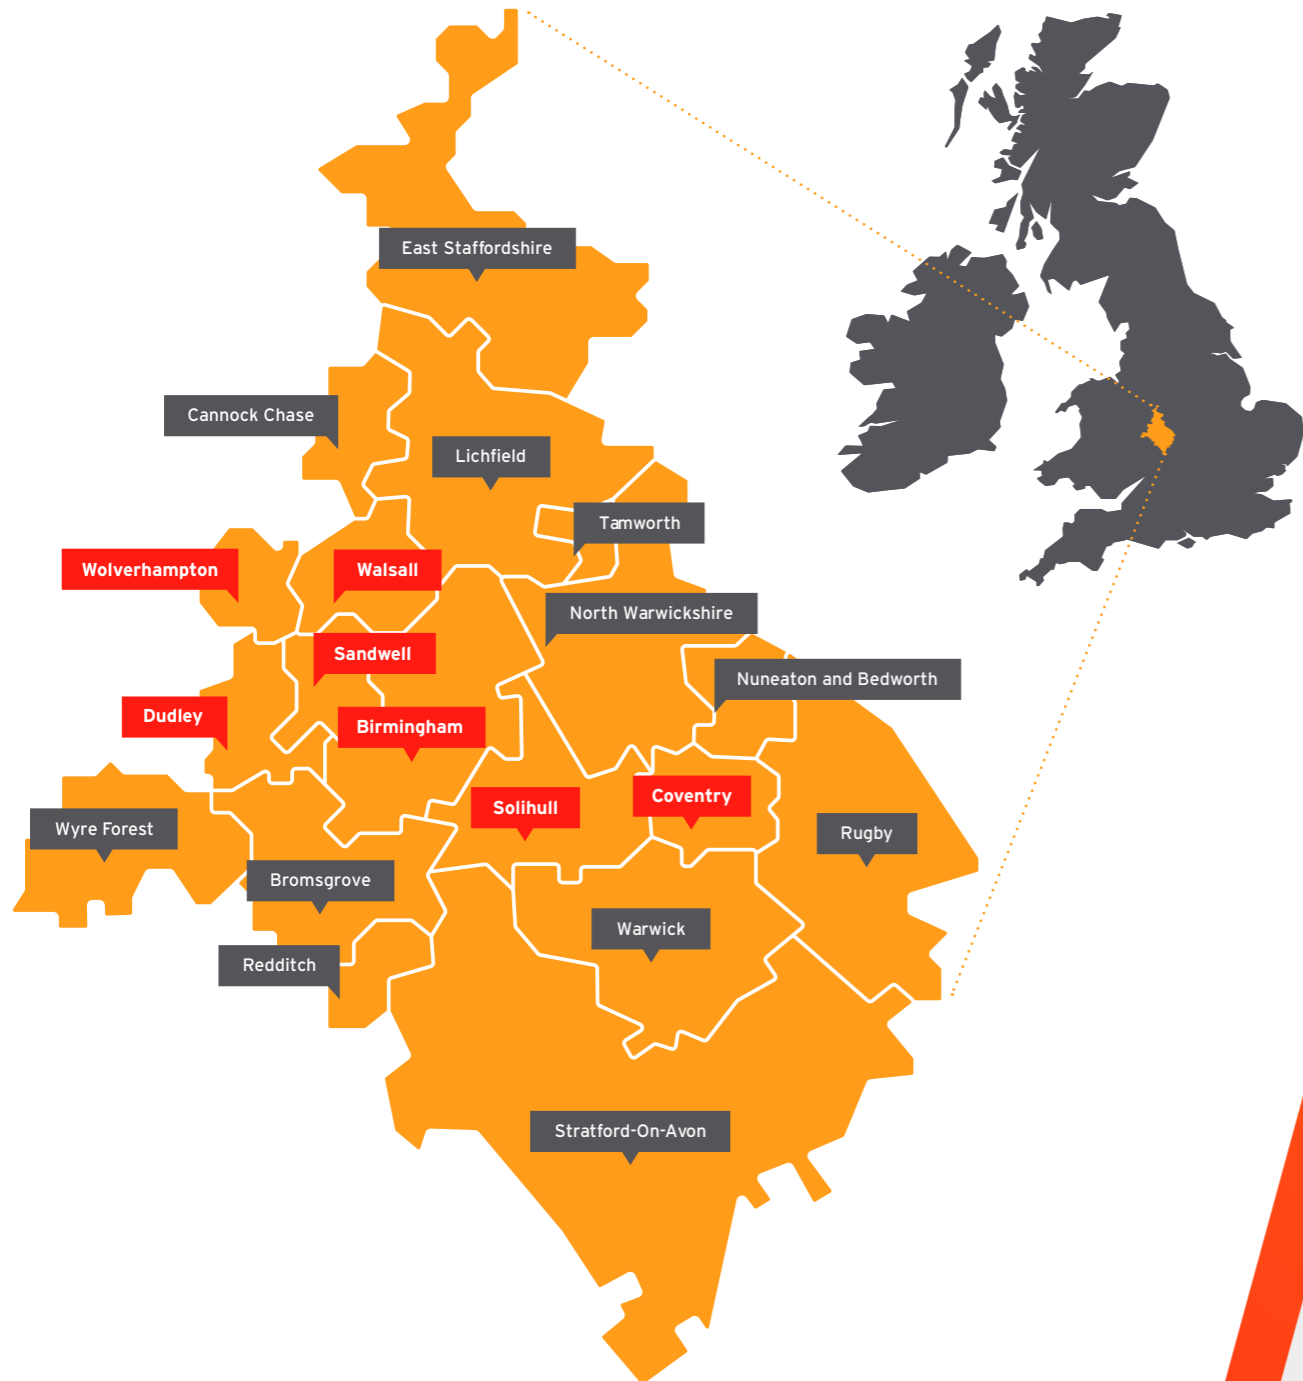 East Staffordshire
Cannock Chase
Lichfield
Tamworth
Wolverhampton
Walsall
North Warwickshire
Sandwell
Nuneaton and Bedworth
Dudley
Birmingham
Coventry
Solihull
Wyre Forest
Rugby
Bromsgrove
Warwick
Redditch
Stratford-On-Avon